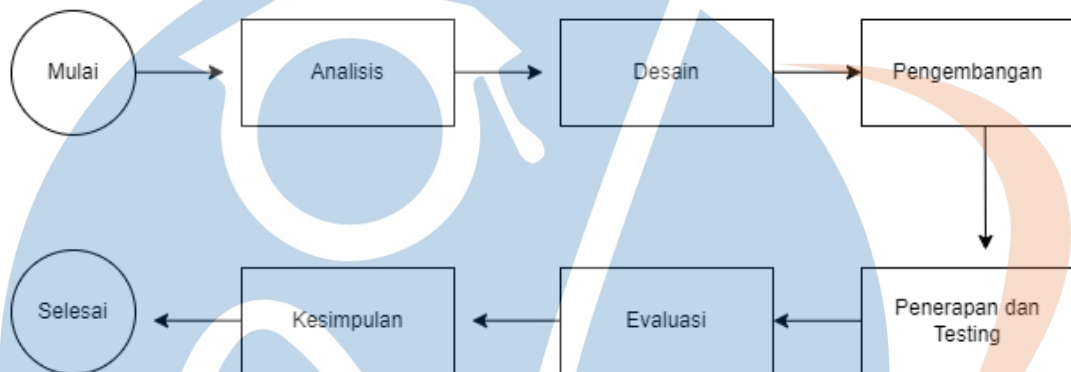 Mulai
Analisis
Desain
Pengembangan
Penerapan dan
Testing
Evaluasi
Kesimpulan
Selesai